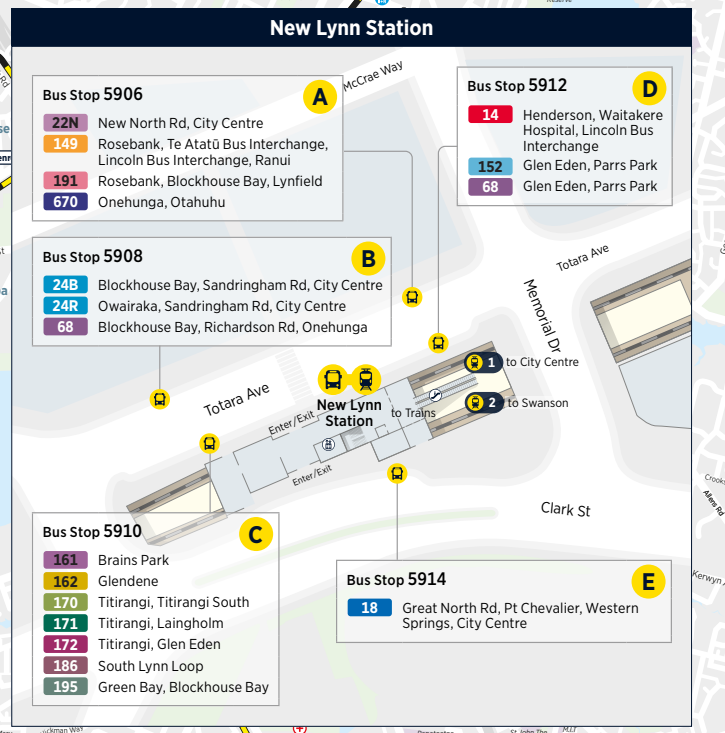 Reserve
New Lynn Station
McCrae Way
Bus Stop 5906
A
22N New North Rd, City Centre
149 Rosebank, Te Atatū Bus Interchange,
Lincoln Bus Interchange, Ranui
191 Rosebank, Blockhouse Bay, Lynfield
670 Onehunga, Otahuhu
Bus Stop 5912
D
14 Henderson, Waitakere
Hospital, Lincoln Bus
Interchange
152 Glen Eden, Parrs Park
68 Glen Eden, Parrs Park
Bus Stop 5908
B
24B Blockhouse Bay, Sandringham Rd, City Centre
24R Owairaka, Sandringham Rd, City Centre
68 Blockhouse Bay, Richardson Rd, Onehunga
Totara Ave
Memorial Dr
1 to City Centre
2 to Swanson
Totara Ave
New Lynn
Station
to Trains
Enter/Exit
Enter/Exit
Clark St
Bus Stop 5910
C
161 Brains Park
162 Glendene
170 Titirangi, Titirangi South
171 Titirangi, Laingholm
172 Titirangi, Glen Eden
186 South Lynn Loop
195 Green Bay, Blockhouse Bay
Bus Stop 5914
E
18 Great North Rd, Pt Chevalier, Western
Springs, City Centre
Allens Rd